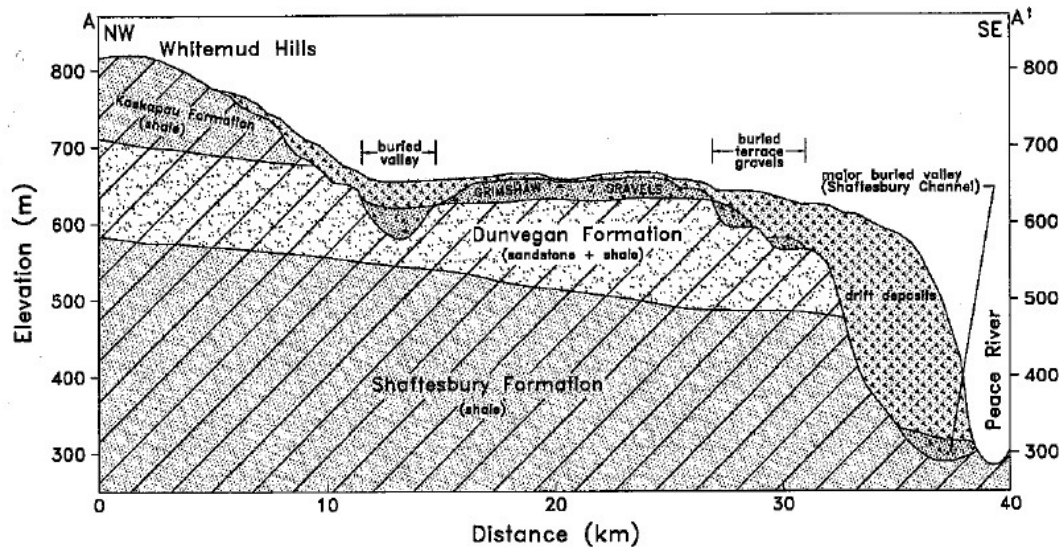 A
NW
Whitemud Hills
SE
A'
800
700
600
500
400
300
Elevation (m)
Kaskapau Formation
(shale)
buried
valley
GRIMSHAW
GRAVELS
buried
terrace
gravels
major buried valley
(Shaftesbury Channel)
Dunvegan Formation
(sandstone + shale)
drift deposits
Shaftesbury Formation
(shale)
Peace River
800
700
600
500
400
300
0
10
20
30
40
Distance (km)